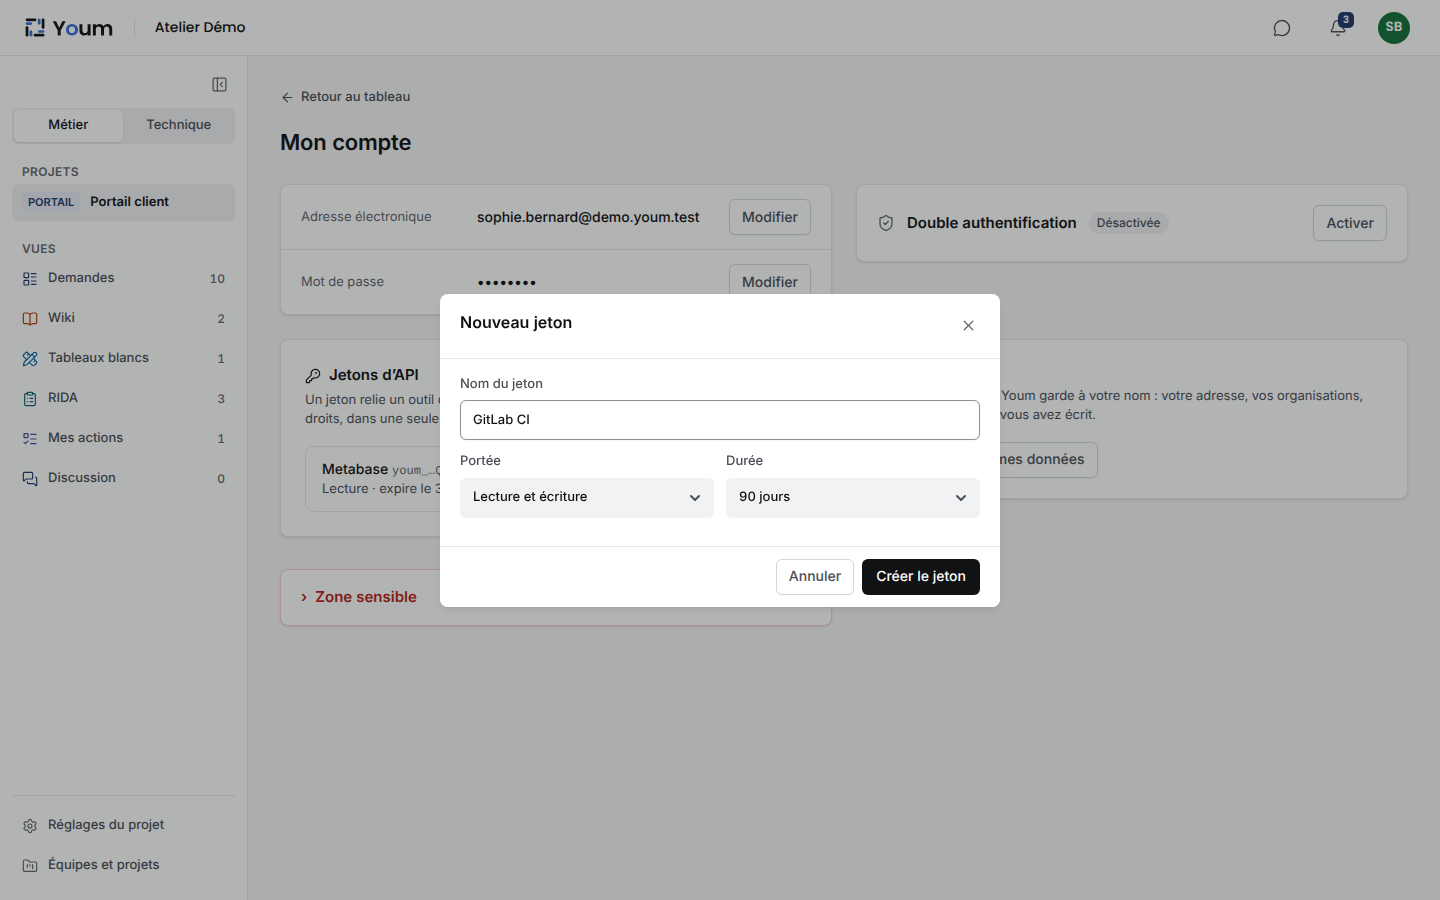 Youm
Atelier Démo
3
SB
Métier
Technique
PROJETS
PORTAIL
Portail client
VUES
Demandes
10
Wiki
2
Tableaux blancs
1
RIDA
3
Mes actions
1
Discussion
0
Réglages du projet
Équipes et projets
Retour au tableau
Mon compte
Adresse électronique
sophie.bernard@demo.youm.test
Modifier
Mot de passe
••••••••
Modifier
Double authentification
Désactivée
Activer
Jetons d’API
Un jeton relie un outil
droits, dans une seule
Metabase youm_…
Lecture · expire le
Youm garde à votre nom : votre adresse, vos organisations,
vous avez écrit.
mes données
Zone sensible
Nouveau jeton
Nom du jeton
GitLab CI
Portée
Durée
Lecture et écriture
90 jours
Annuler
Créer le jeton